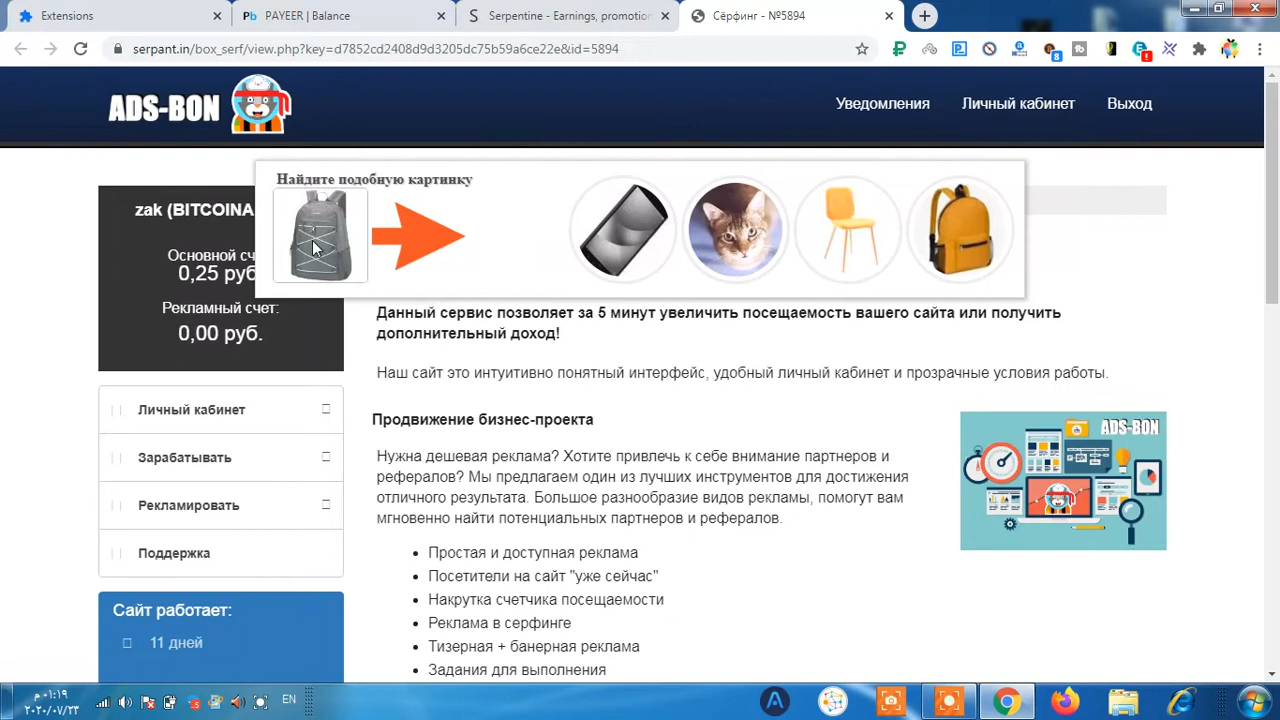 Extensions
PAYEER | Balance
Serpentine - Earnings, promotion
Сёрфинг - №5894
serpant.in/box_serf/view.php?key=d7852cd2408d9d3205dc75b59a6ce22e&id=5894
ADS-BON
Уведомления
Личный кабинет
Выход
Найдите подобную картинку
zak (BITCOINA
Основной сч
0,25 руб
Рекламный счет:
0,00 руб.
Данный сервис позволяет за 5 минут увеличить посещаемость вашего сайта или получить
дополнительный доход!
Наш сайт это интуитивно понятный интерфейс, удобный личный кабинет и прозрачные условия работы.
Личный кабинет
Зарабатывать
Рекламировать
Поддержка
Продвижение бизнес-проекта
ADS-BON
Нужна дешевая реклама? Хотите привлечь к себе внимание партнеров и
рефералов? Мы предлагаем один из лучших инструментов для достижения
отличного результата. Большое разнообразие видов рекламы, помогут вам
мгновенно найти потенциальных партнеров и рефералов.
Простая и доступная реклама
Посетители на сайт "уже сейчас"
Накрутка счетчика посещаемости
Реклама в серфинге
Тизерная + банерная реклама
Задания для выполнения
Сайт работает:
11 дней
٠١:١٩ م
٢٠٢٠/٠٧/٢٣
EN